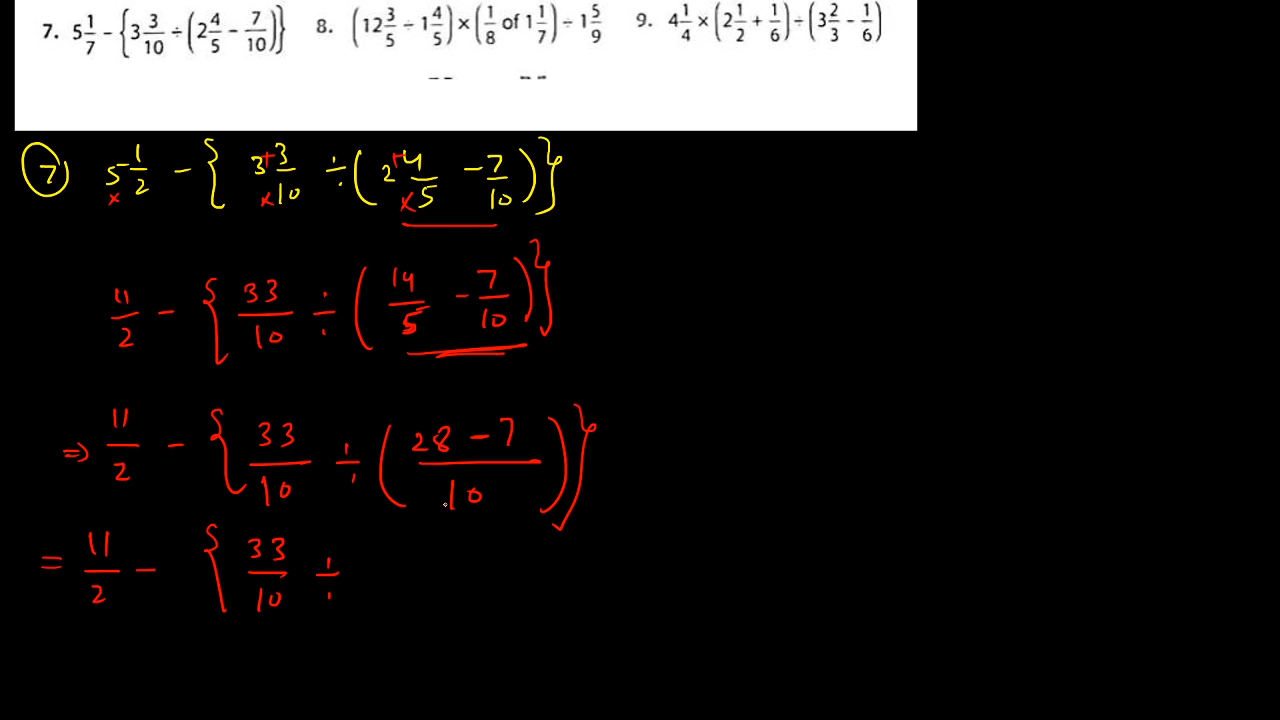 7. 5 1/7 - {3 3/10 ÷ (2 4/5 - 7/10)} 8. (12 3/5 ÷ 1 4/5) × (1/8 of 1 1/7) ÷ 1 5/9 9. 4 1/4 × (2 1/2 + 1/6) ÷ (3 2/3 - 1/6)
7) 5 1/2 - { 3 3/10 ÷ (2 4/5 - 7/10)}
11/2 - { 33/10 ÷ ( 14/5 - 7/10 )}
⇒ 11/2 - { 33/10 ÷ ( 28 - 7/10 )}
= 11/2 - { 33/10 ÷